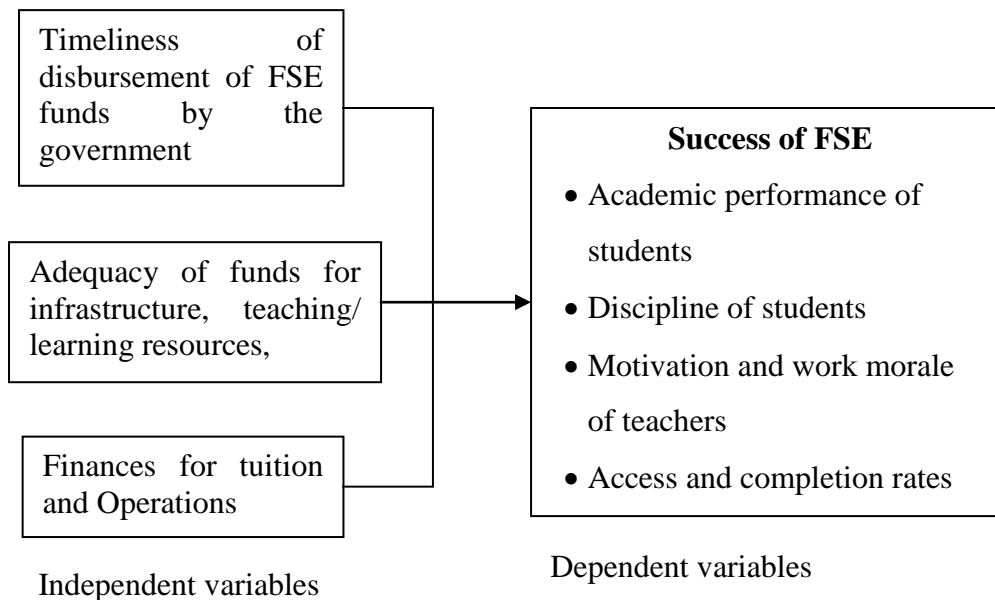 Timeliness of
disbursement of FSE
funds by the
government
Adequacy of funds for
infrastructure, teaching/
learning resources,
Finances for tuition
and Operations
Independent variables
Success of FSE
• Academic performance of
students
• Discipline of students
• Motivation and work morale
of teachers
• Access and completion rates
Dependent variables